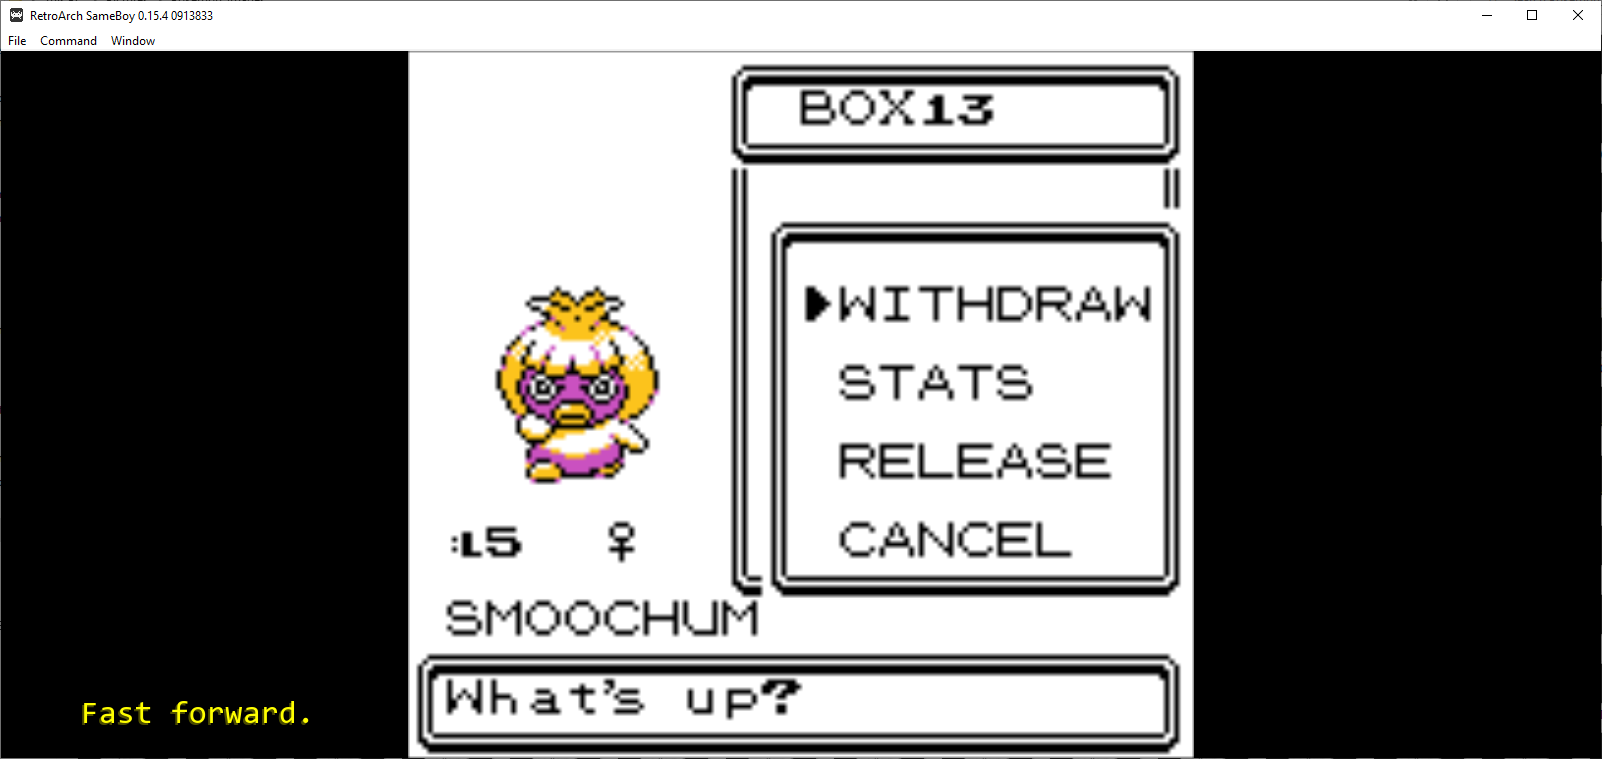 RetroArch SameBoy 0.15.4 0913833
File Command Window
BOX13
WITHDRAW
STATS
RELEASE
CANCEL
:L5 ♀
SMOOCHUM
What's up?
Fast forward.